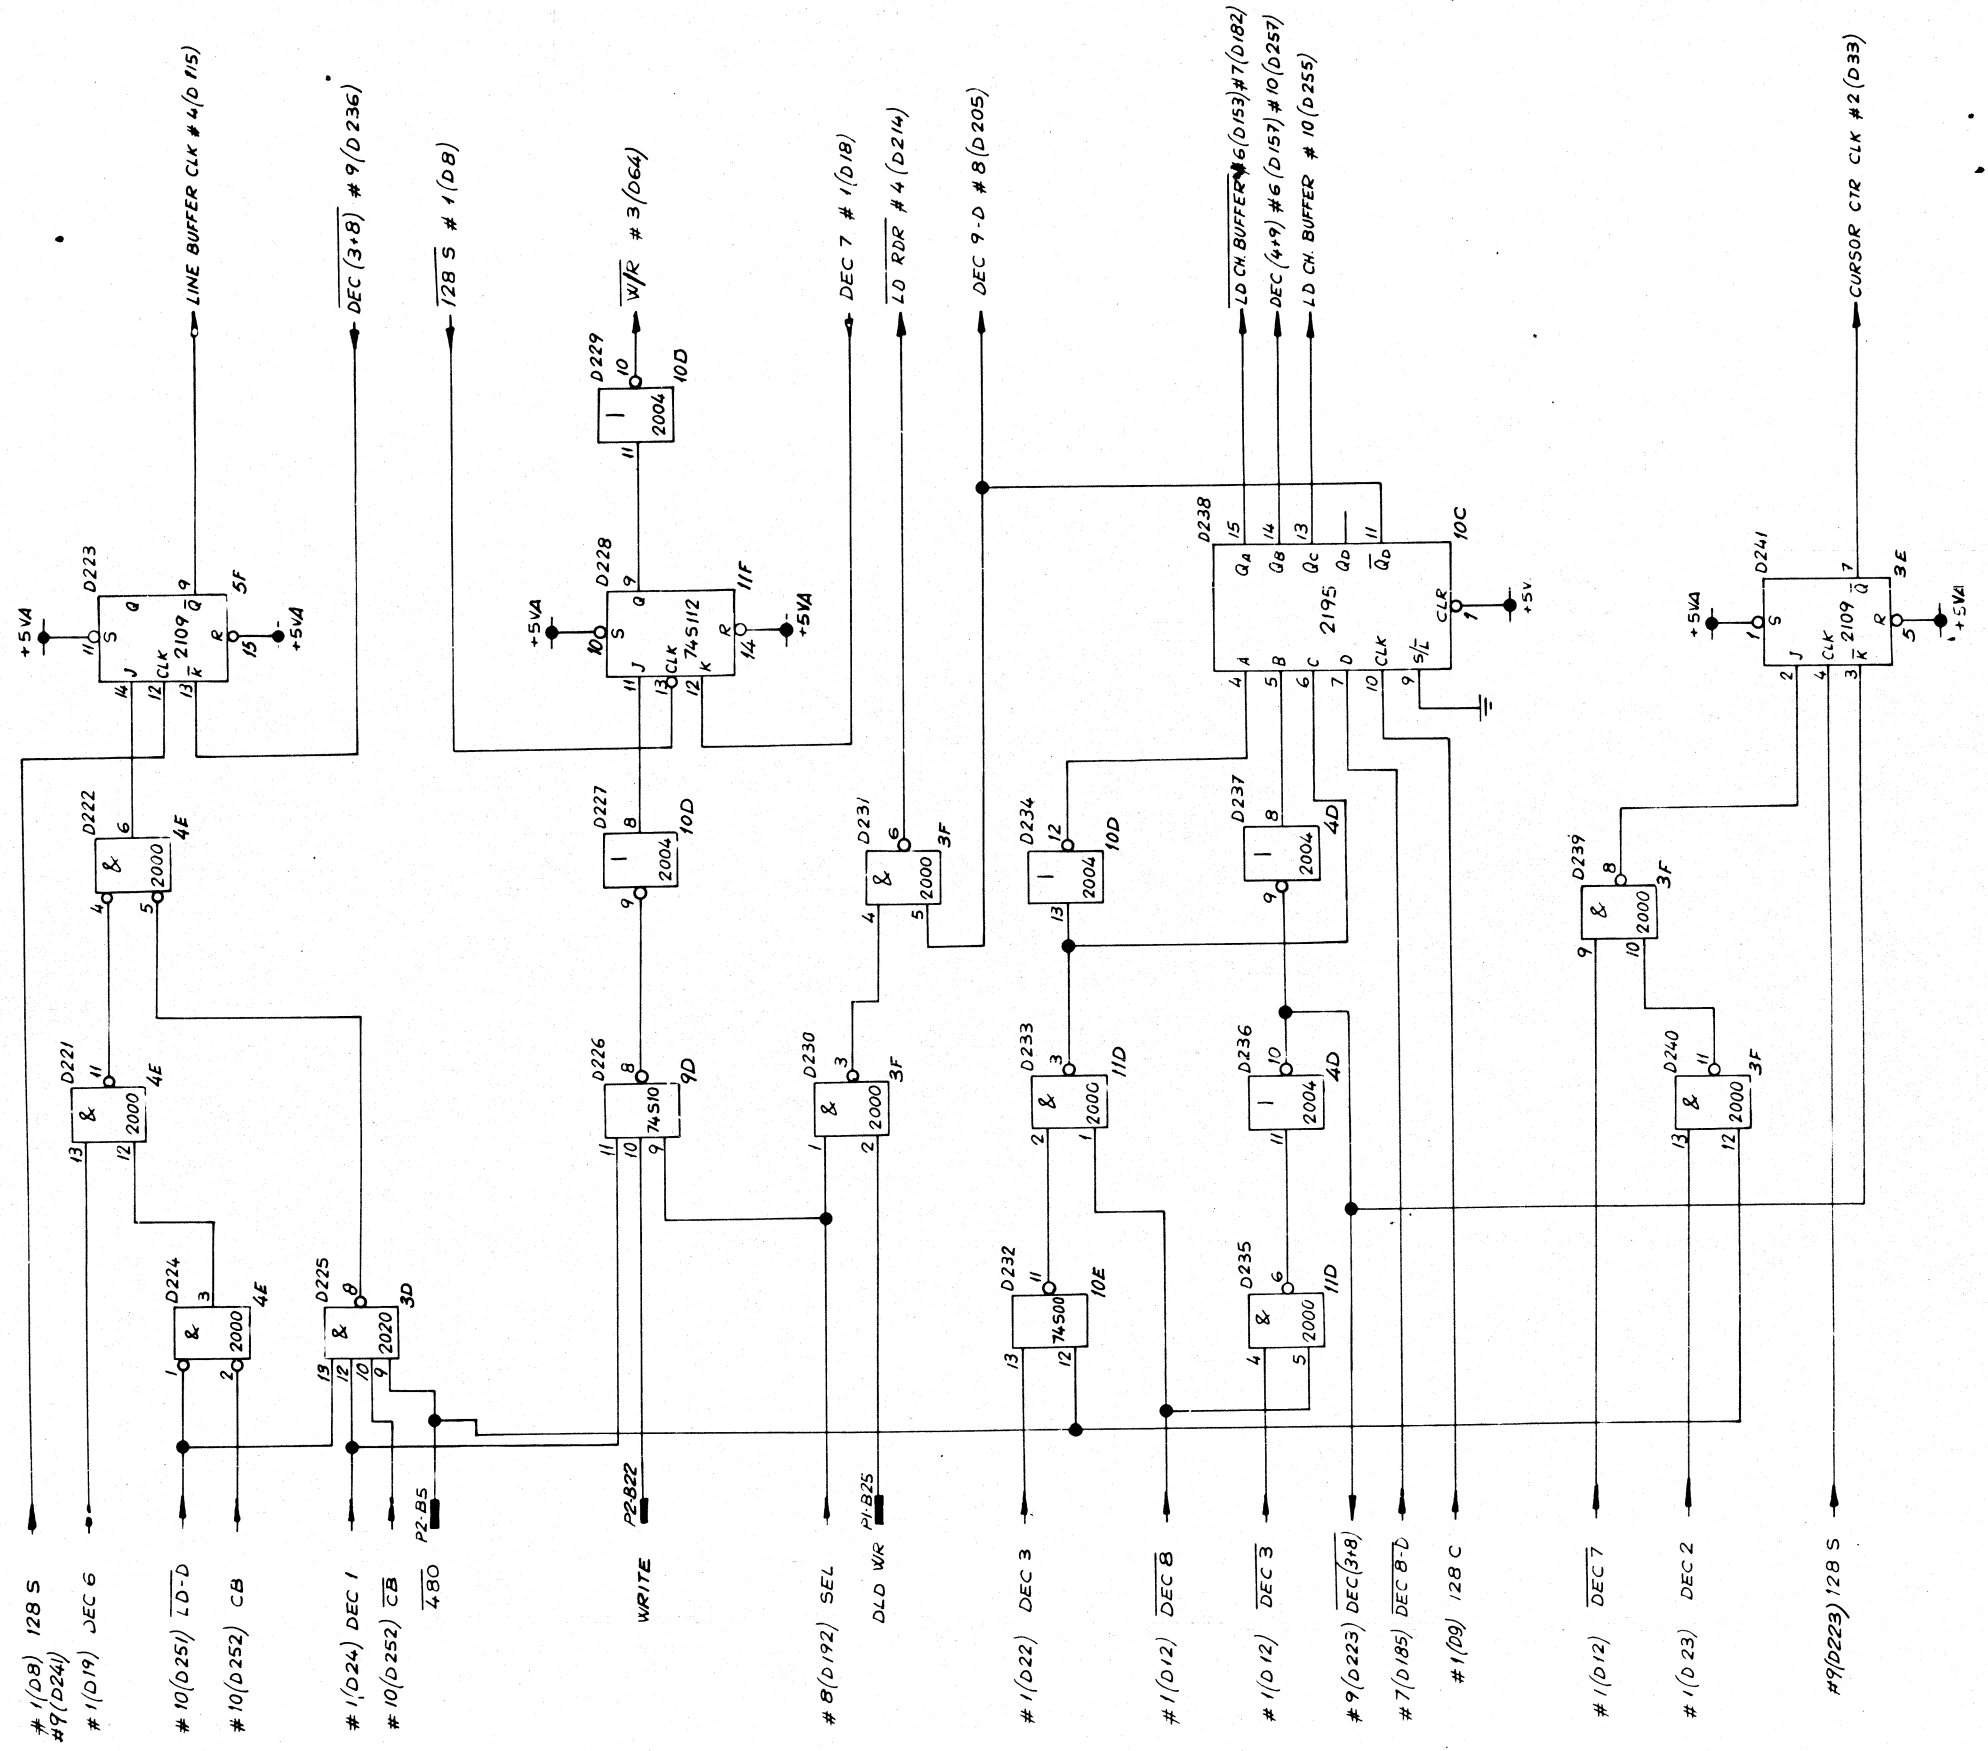 # 1(D8) 128 S
#9(D241)
# 1(D19) DEC 6
# 10(D251) LD-D
# 10(D252) CB
# 1(D24) DEC 1
# 10(D252) CB
480
P2-B5
WRITE
P2-B22
# 8(D192) SEL
DLD WR
P1-B25
# 1(D22) DEC 3
# 1(D12) DEC 8
# 1(D12) DEC 3
# 9(D223) DEC(3+8)
# 7(D185) DEC 8-D
# 1(D9) 128 C
# 1(D12) DEC 7
# 1(D23) DEC 2
#9(D223) 128 S
D224
1
2
&
2000
3
4E
D225
13
12
10
9
&
2020
8
3D
D221
13
12
&
2000
11
4E
D222
4
5
&
2000
6
4E
D223
+5VA
11
S
14
J
12
CLK
13
K
Q
Q
9
2109
R
15
+5VA
5F
LINE BUFFER CLK # 4(D115)
DEC(3+8) # 9(D236)
128 S # 1(D8)
D226
11
10
9
74S10
8
9D
D227
9
2004
8
10D
D228
+5VA
10
S
11
J
13
CLK
12
K
Q
9
74S112
R
14
+5VA
11F
D229
11
2004
10
10D
W/R # 3(D64)
DEC 7 # 1(D18)
D230
1
2
&
2000
3
3F
D231
4
5
&
2000
6
3F
LD RDR # 4(D214)
DEC 9-D # 8(D205)
D232
13
12
74S00
11
10E
D233
2
1
&
2000
3
11D
D234
13
2004
12
10D
D235
4
5
&
2000
6
11D
D236
11
2004
10
4D
D237
9
2004
8
4D
D238
4
A
5
B
6
C
7
D
10
CLK
9
S/L
2195
QA
15
QB
14
QC
13
QD
QD
11
CLR
1
+5V.
10C
LD CH. BUFFER #6(D153) #7(D182)
DEC(4+9) #6(D157) #10(D257)
LD CH. BUFFER # 10(D255)
D239
9
10
&
2000
8
3F
D240
13
12
&
2000
11
3F
D241
+5VA
1
S
2
J
4
CLK
3
K
2109
Q
7
R
5
+5VA
3E
CURSOR CTR CLK #2(D33)